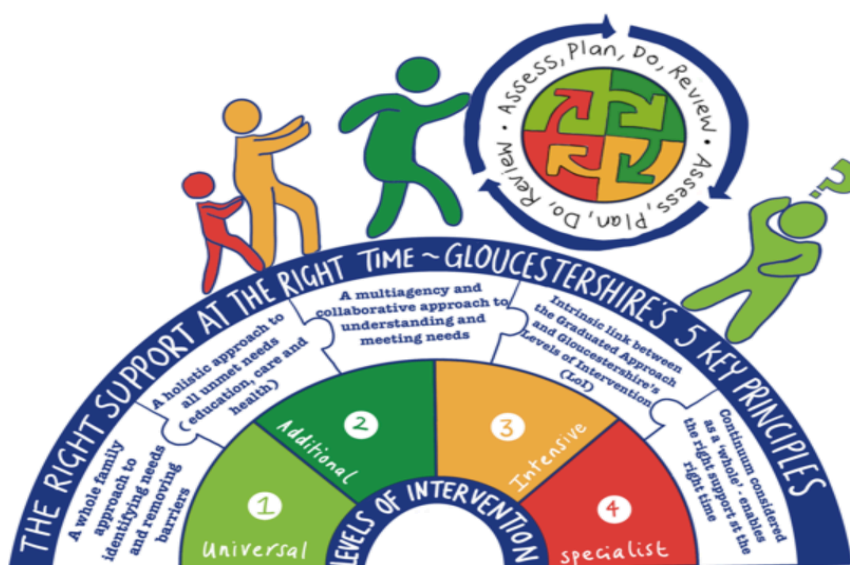 Assess, Plan, Do, Review • Assess, Plan, Do, Review •
?
THE RIGHT SUPPORT AT THE RIGHT TIME ~ GLOUCESTERSHIRE'S 5 KEY PRINCIPLES
A whole family
approach to
identifying needs
and removing
barriers
A holistic approach to
all unmet needs
(education, care and
health)
A multiagency and
collaborative approach to
understanding and
meeting needs
Intrinsic link between
the Graduated Approach
and Gloucestershire's
Levels of Intervention
(LoI)
Continuum considered
as a 'whole' - enables
the right support st the
right time
1
Universal
2
Additional
3
Intensive
4
specialist
LEVELS OF INTERVENTION